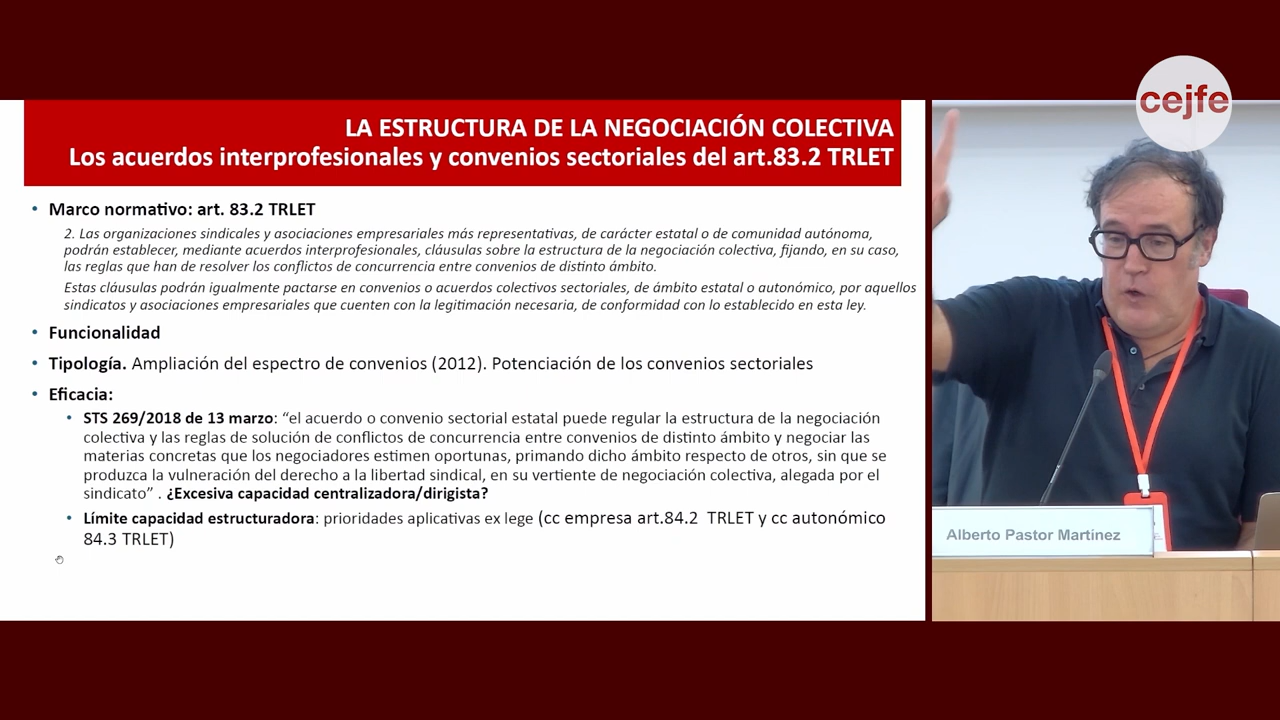 cejfe
LA ESTRUCTURA DE LA NEGOCIACIÓN COLECTIVA
Los acuerdos interprofesionales y convenios sectoriales del art.83.2 TRLET
• Marco normativo: art. 83.2 TRLET
2. Las organizaciones sindicales y asociaciones empresariales más representativas, de carácter estatal o de comunidad autónoma,
podrán establecer, mediante acuerdos interprofesionales, cláusulas sobre la estructura de la negociación colectiva, fijando, en su caso,
las reglas que han de resolver los conflictos de concurrencia entre convenios de distinto ámbito.
Estas cláusulas podrán igualmente pactarse en convenios o acuerdos colectivos sectoriales, de ámbito estatal o autonómico, por aquellos
sindicatos y asociaciones empresariales que cuenten con la legitimación necesaria, de conformidad con lo establecido en esta ley.
• Funcionalidad
• Tipología. Ampliación del espectro de convenios (2012). Potenciación de los convenios sectoriales
• Eficacia:
• STS 269/2018 de 13 marzo: “el acuerdo o convenio sectorial estatal puede regular la estructura de la negociación
colectiva y las reglas de solución de conflictos de concurrencia entre convenios de distinto ámbito y negociar las
materias concretas que los negociadores estimen oportunas, primando dicho ámbito respecto de otros, sin que se
produzca la vulneración del derecho a la libertad sindical, en su vertiente de negociación colectiva, alegada por el
sindicato” . ¿Excesiva capacidad centralizadora/dirigista?
• Límite capacidad estructuradora: prioridades aplicativas ex lege (cc empresa art.84.2 TRLET y cc autonómico
84.3 TRLET)
Alberto Pastor Martínez